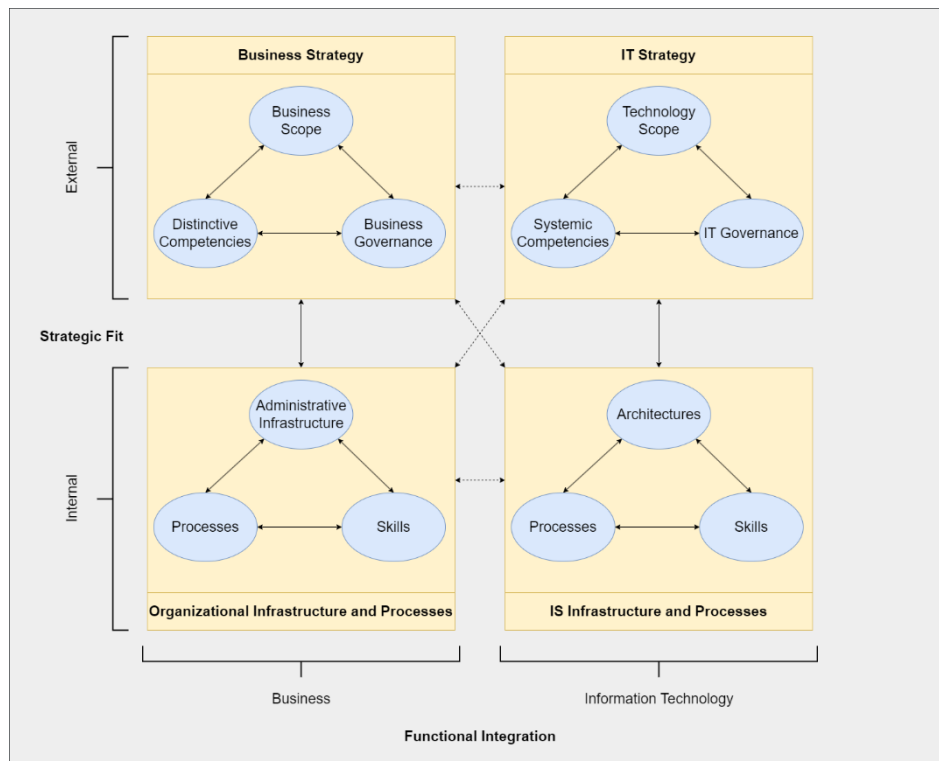 Business Strategy
IT Strategy
Business
Scope
Technology
Scope
External
Distinctive
Competencies
Business
Governance
Systemic
Competencies
IT Governance
Strategic Fit
Administrative
Infrastructure
Architectures
Internal
Processes
Skills
Processes
Skills
Organizational Infrastructure and Processes
IS Infrastructure and Processes
Business
Information Technology
Functional Integration